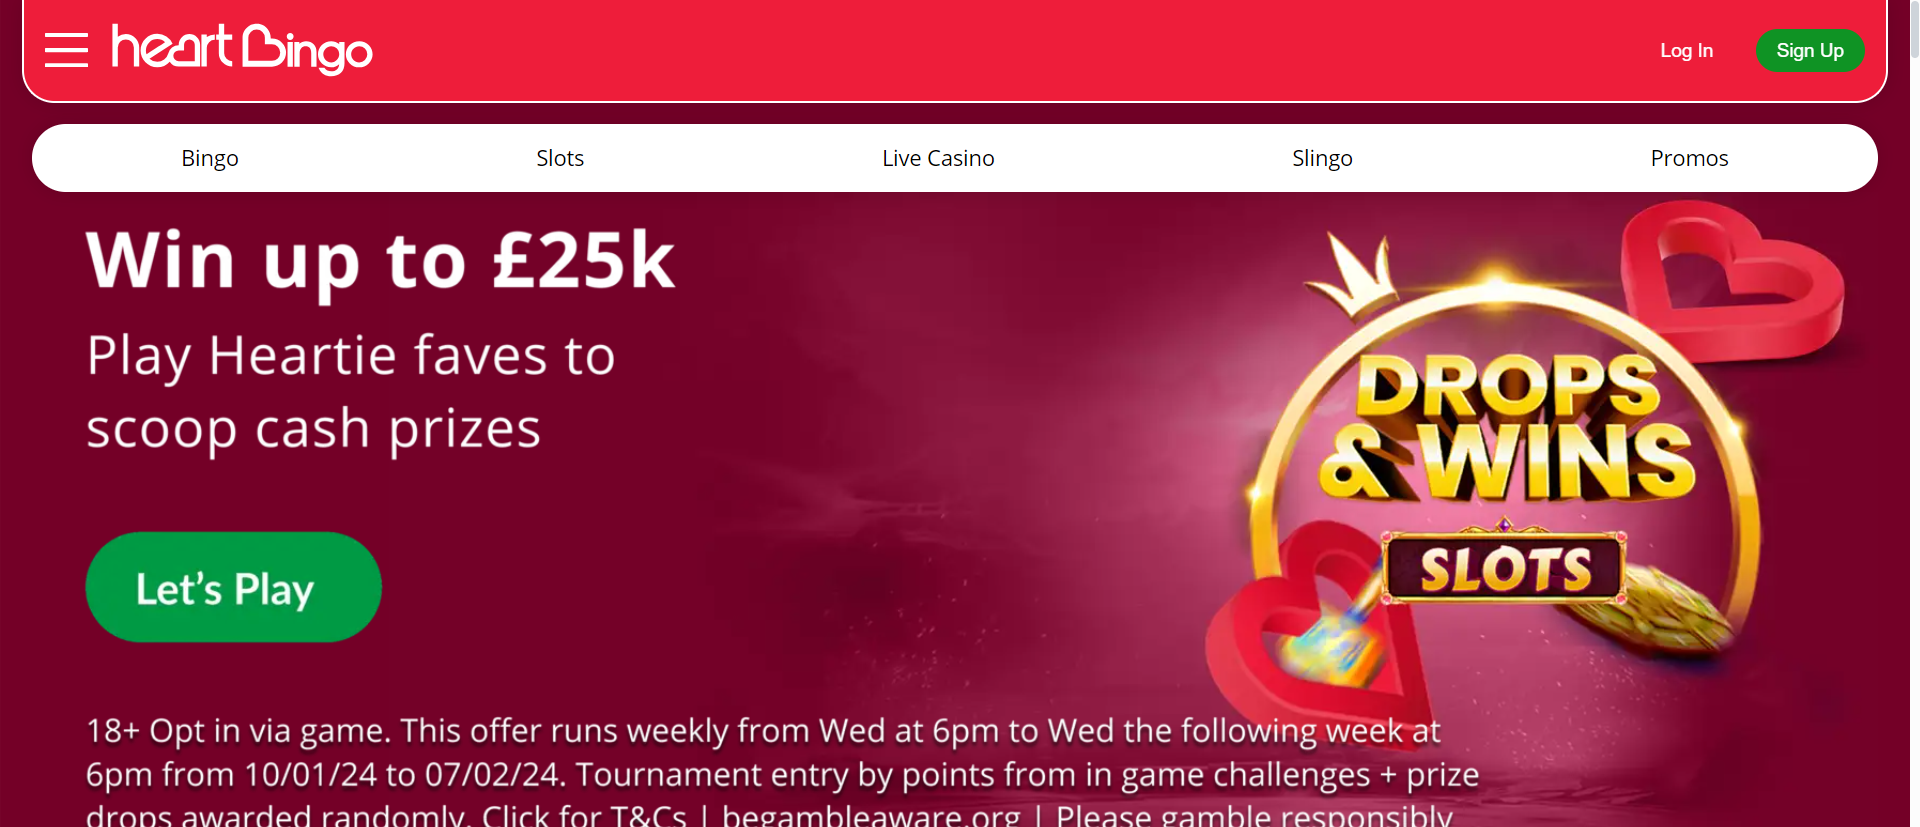 heart Bingo
Log In
Sign Up
Bingo
Slots
Live Casino
Slingo
Promos
Win up to £25k
Play Heartie faves to
scoop cash prizes
Let's Play
DROPS
& WINS
SLOTS
18+ Opt in via game. This offer runs weekly from Wed at 6pm to Wed the following week at
6pm from 10/01/24 to 07/02/24. Tournament entry by points from in game challenges + prize
drops awarded randomly. Click for T&Cs | begambleaware.org | Please gamble responsibly